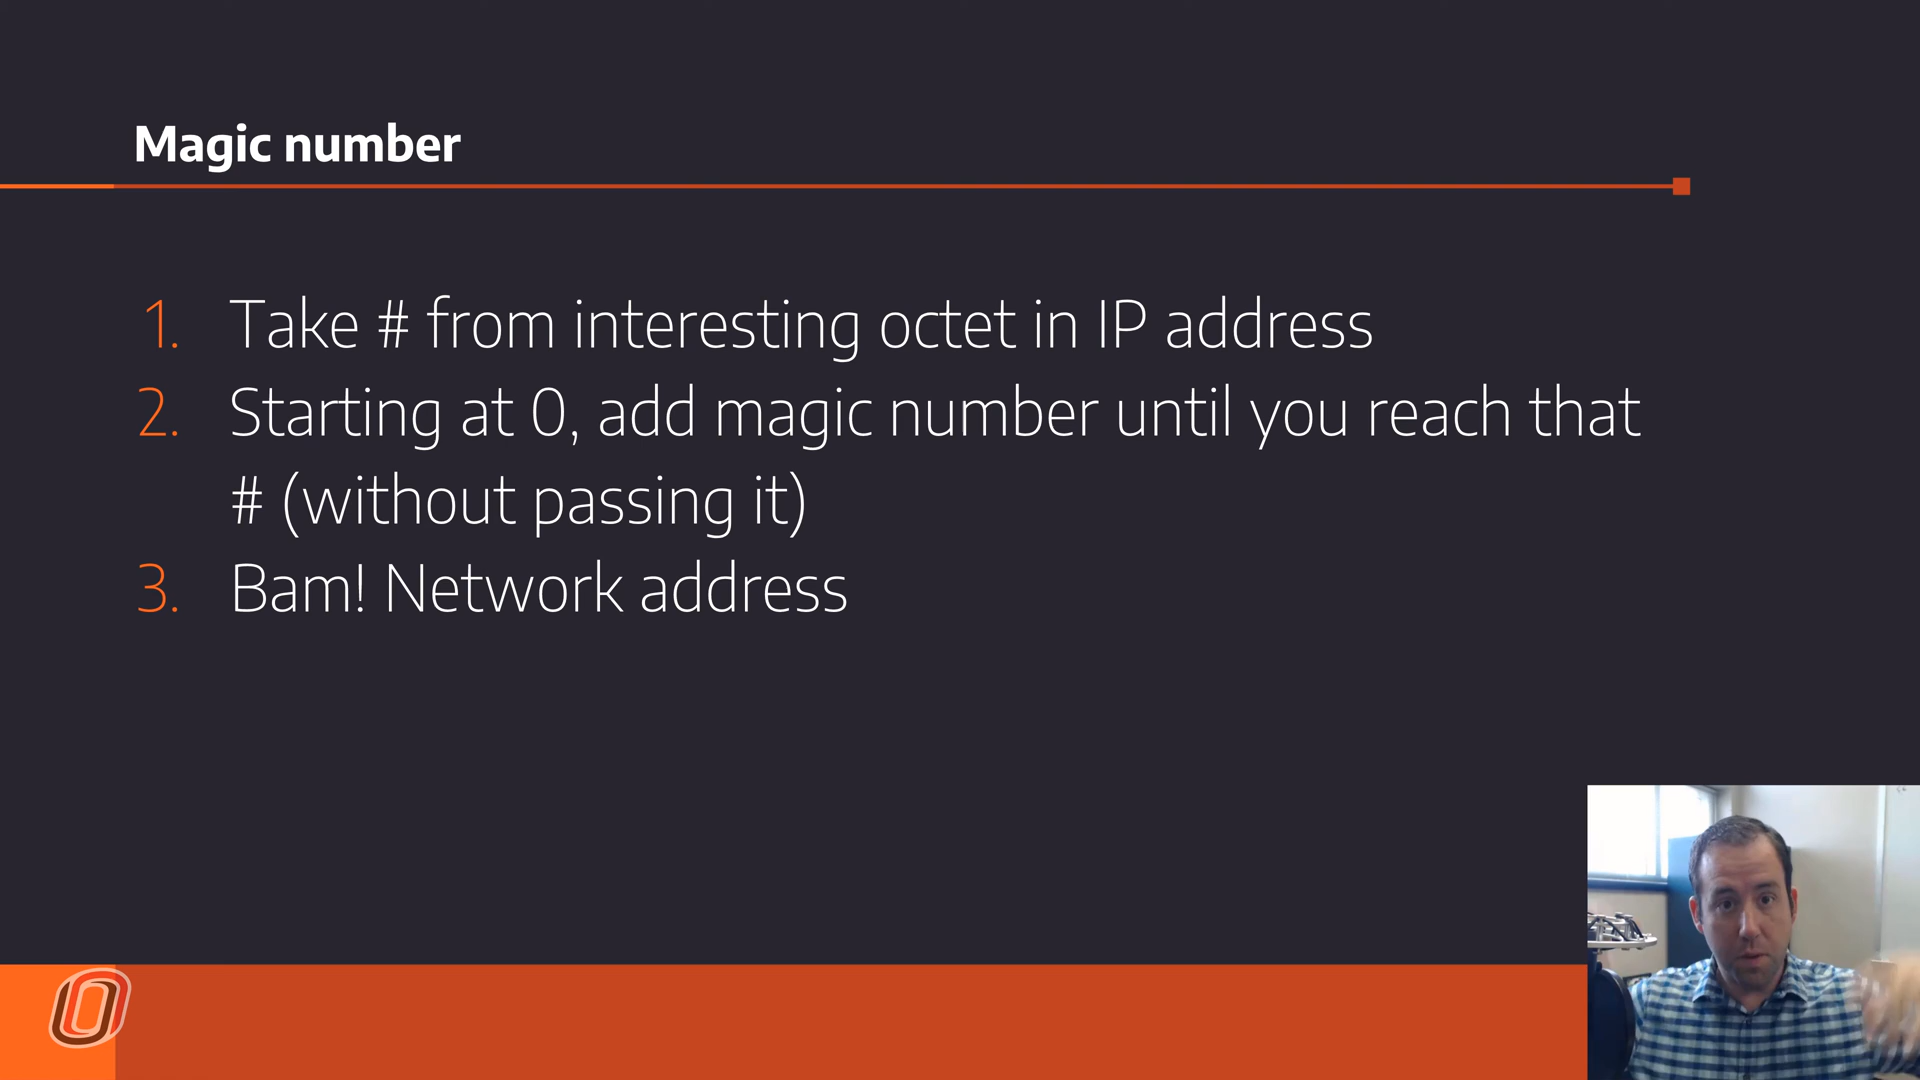 Magic number
1. Take # from interesting octet in IP address
2. Starting at 0, add magic number until you reach that
# (without passing it)
3. Bam! Network address